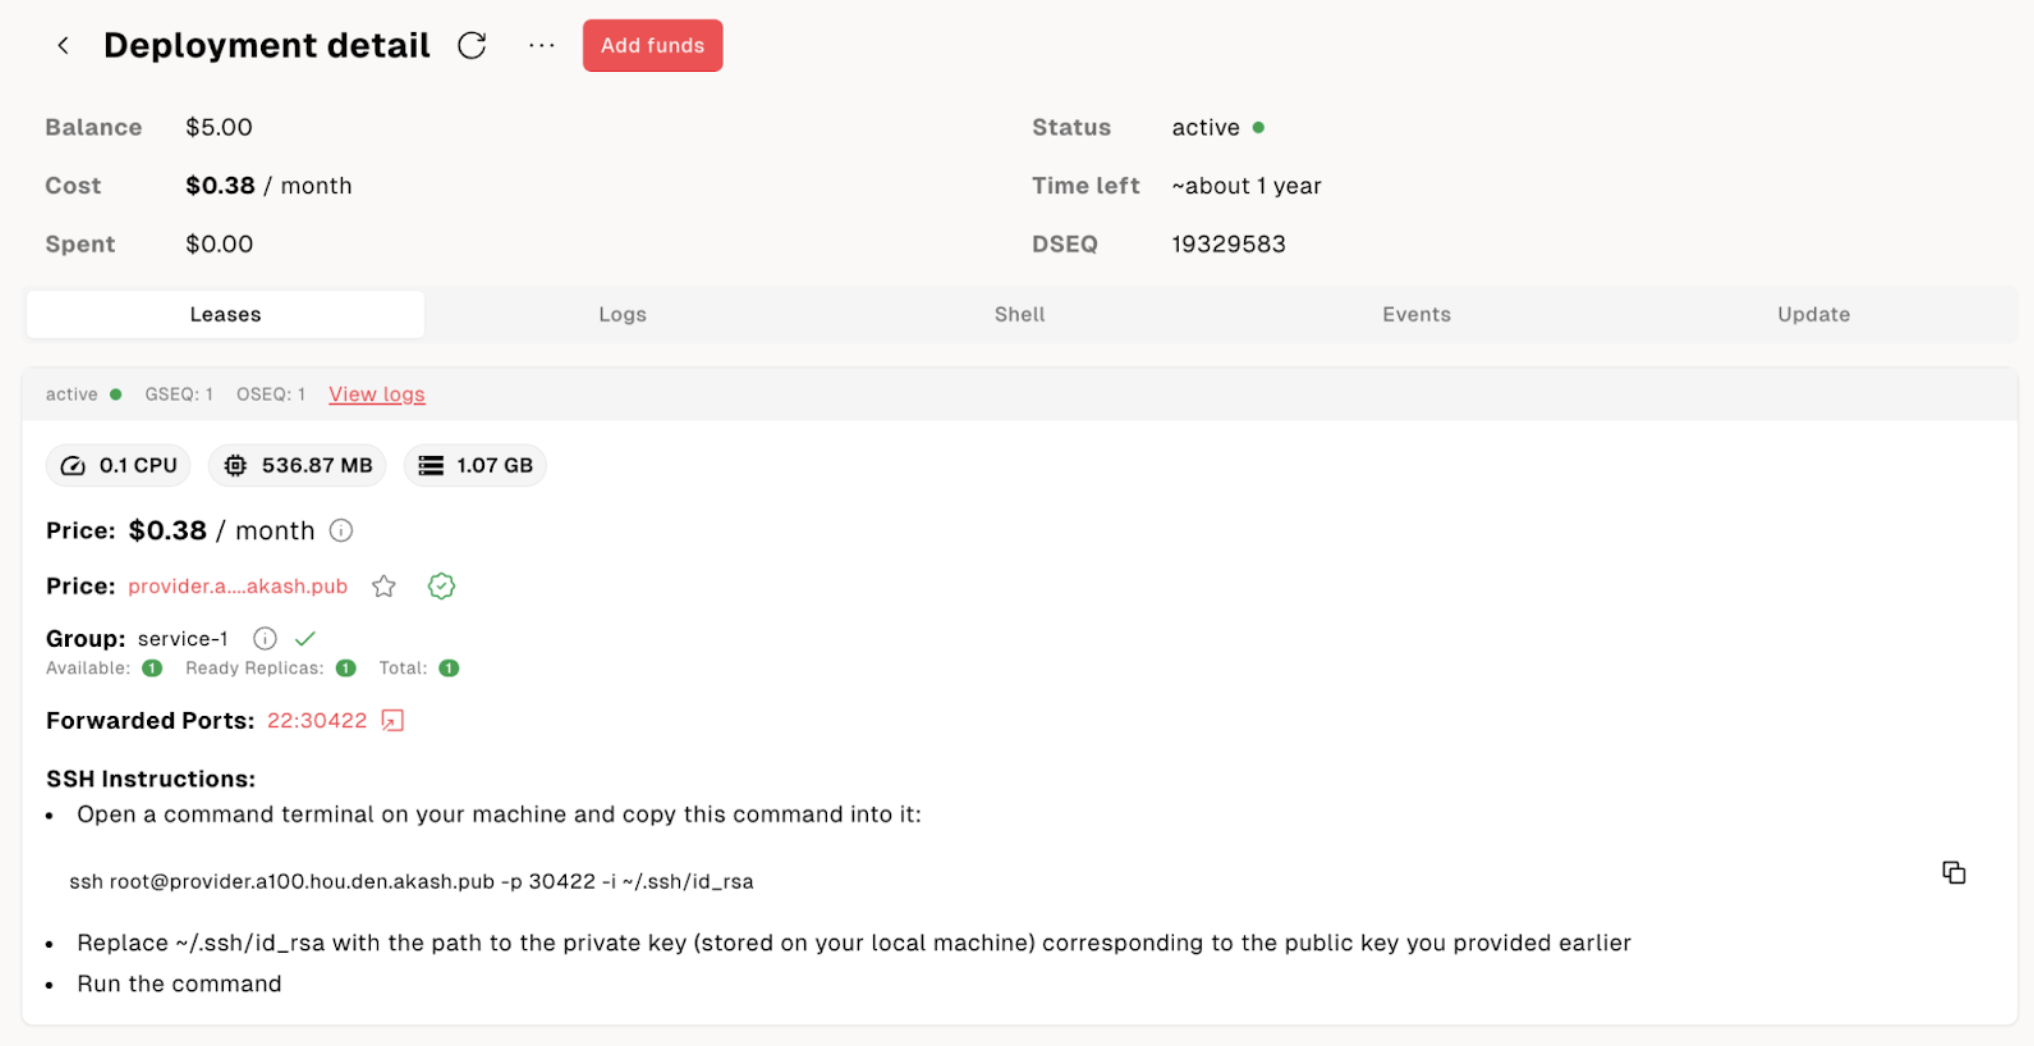 Deployment detail ... Add funds
Balance $5.00
Status active
Cost $0.38 / month
Time left ~about 1 year
Spent $0.00
DSEQ 19329583
Leases Logs Shell Events Update
active GSEQ: 1 OSEQ: 1 View logs
0.1 CPU 536.87 MB 1.07 GB
Price: $0.38 / month
Price: provider.a....akash.pub
Group: service-1
Available: 1 Ready Replicas: 1 Total: 1
Forwarded Ports: 22:30422
SSH Instructions:
• Open a command terminal on your machine and copy this command into it:
ssh root@provider.a100.hou.den.akash.pub -p 30422 -i ~/.ssh/id_rsa
• Replace ~/.ssh/id_rsa with the path to the private key (stored on your local machine) corresponding to the public key you provided earlier
• Run the command